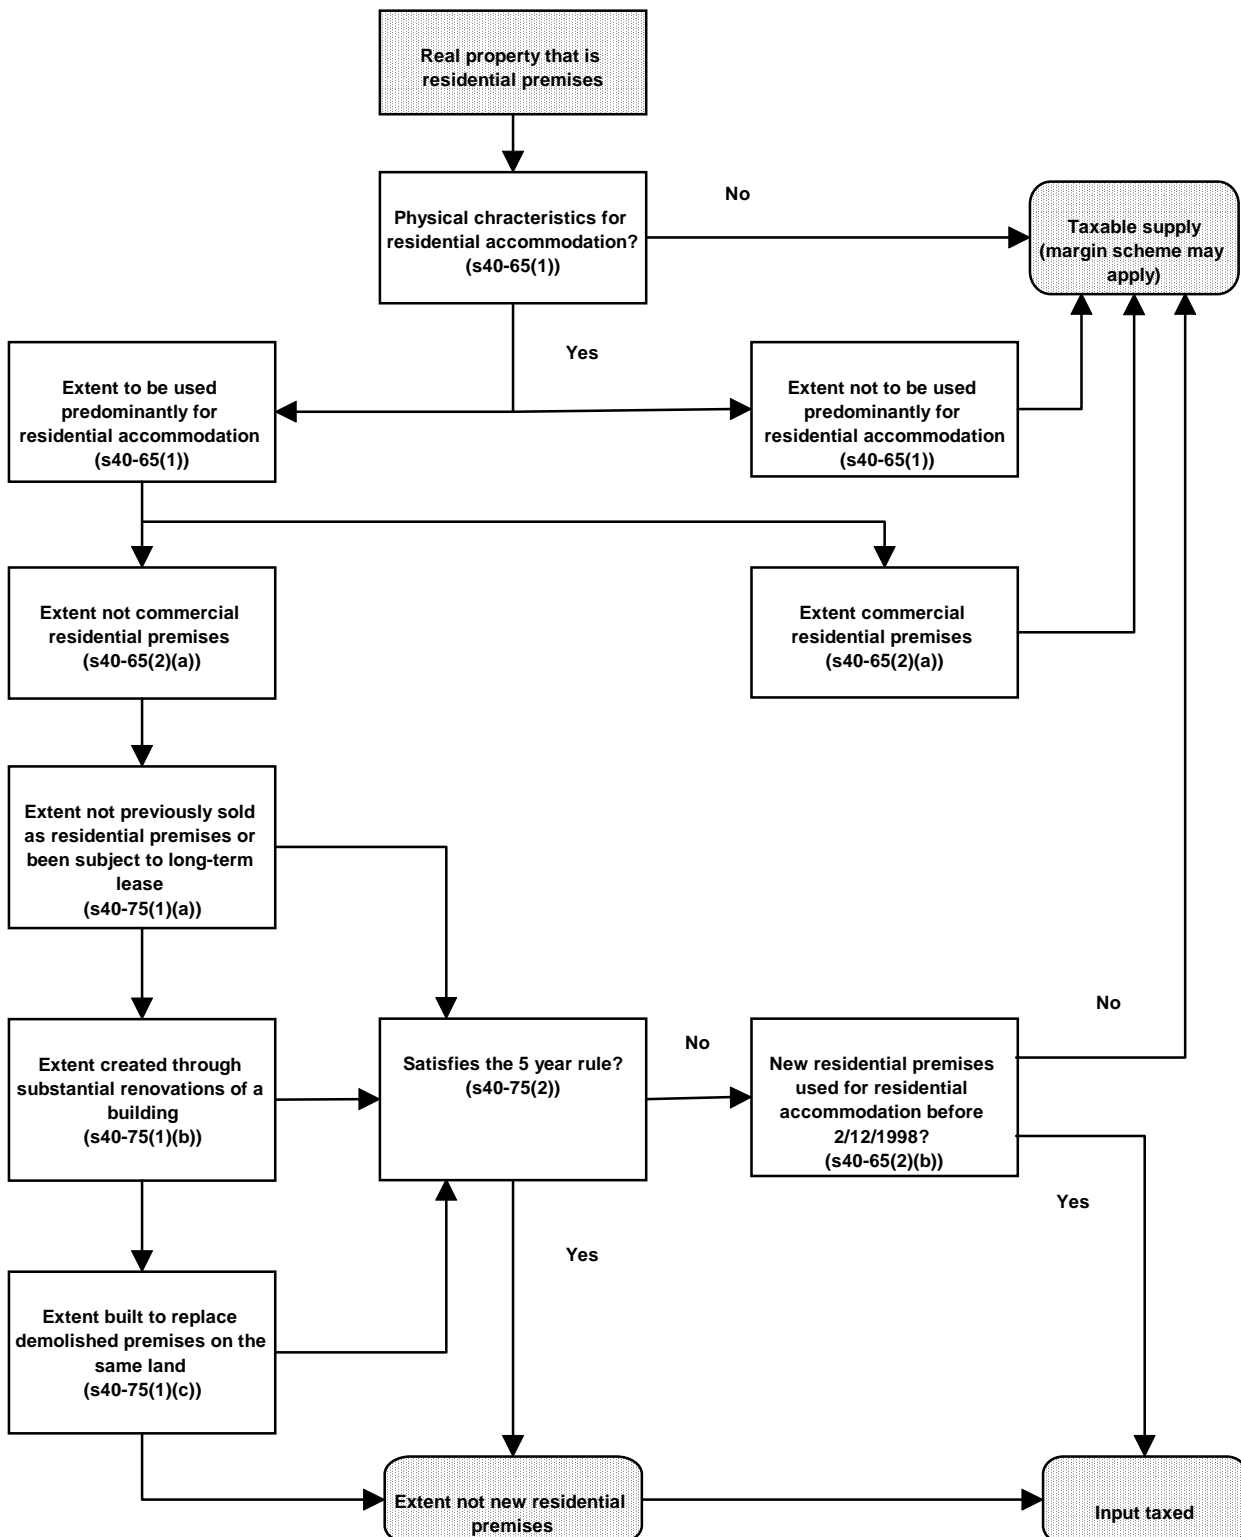 Real property that is
residential premises
No
Physical chracteristics for
residential accommodation?
(s40-65(1))
Taxable supply
(margin scheme may
apply)
Yes
Extent to be used
predominantly for
residential accommodation
(s40-65(1))
Extent not to be used
predominantly for
residential accommodation
(s40-65(1))
Extent not commercial
residential premises
(s40-65(2)(a))
Extent commercial
residential premises
(s40-65(2)(a))
Extent not previously sold
as residential premises or
been subject to long-term
lease
(s40-75(1)(a))
Extent created through
substantial renovations of a
building
(s40-75(1)(b))
Satisfies the 5 year rule?
(s40-75(2))
No
New residential premises
used for residential
accommodation before
2/12/1998?
(s40-65(2)(b))
No
Yes
Yes
Extent built to replace
demolished premises on the
same land
(s40-75(1)(c))
Extent not new residential
premises
Input taxed